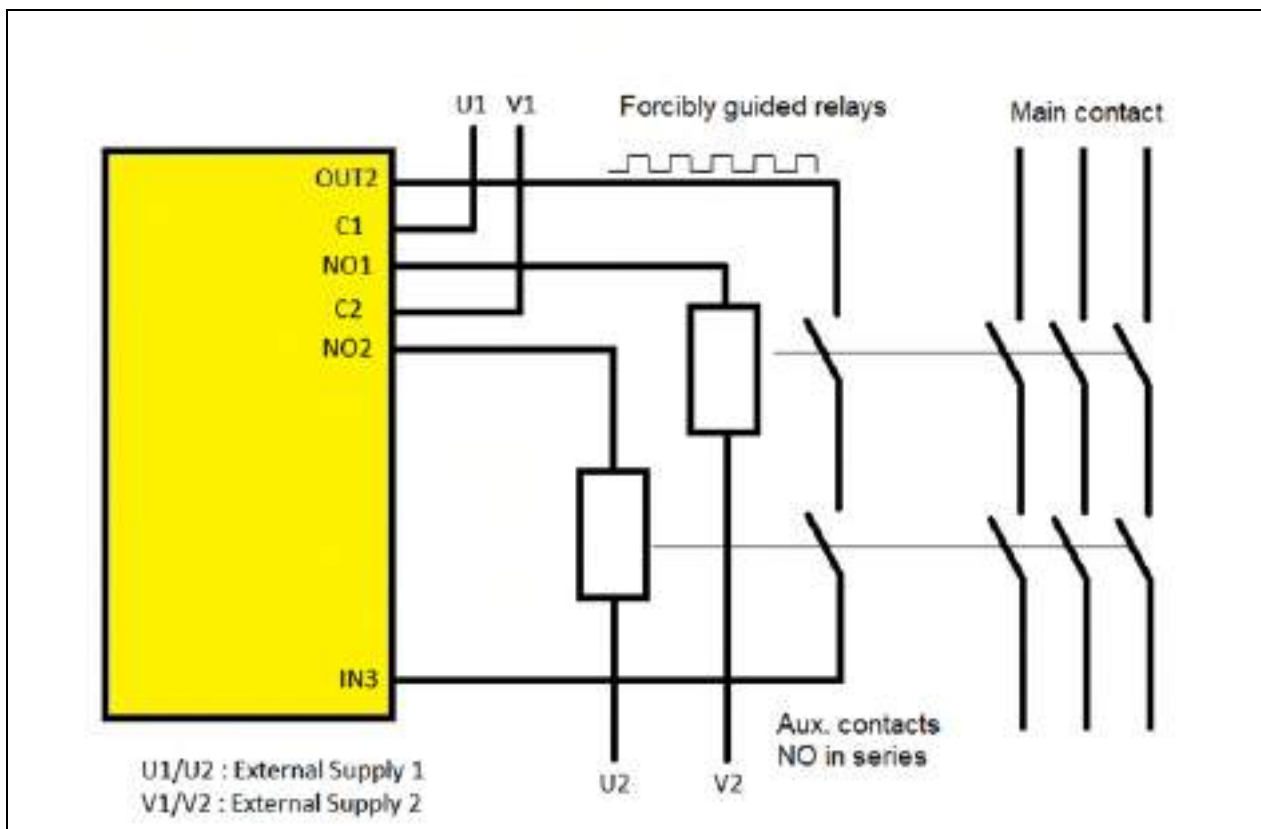 U1 V1
Forcibly guided relays
Main contact
OUT2
C1
NO1
C2
NO2
IN3
Aux. contacts
NO in series
U2
V2
U1/U2 : External Supply 1
V1/V2 : External Supply 2